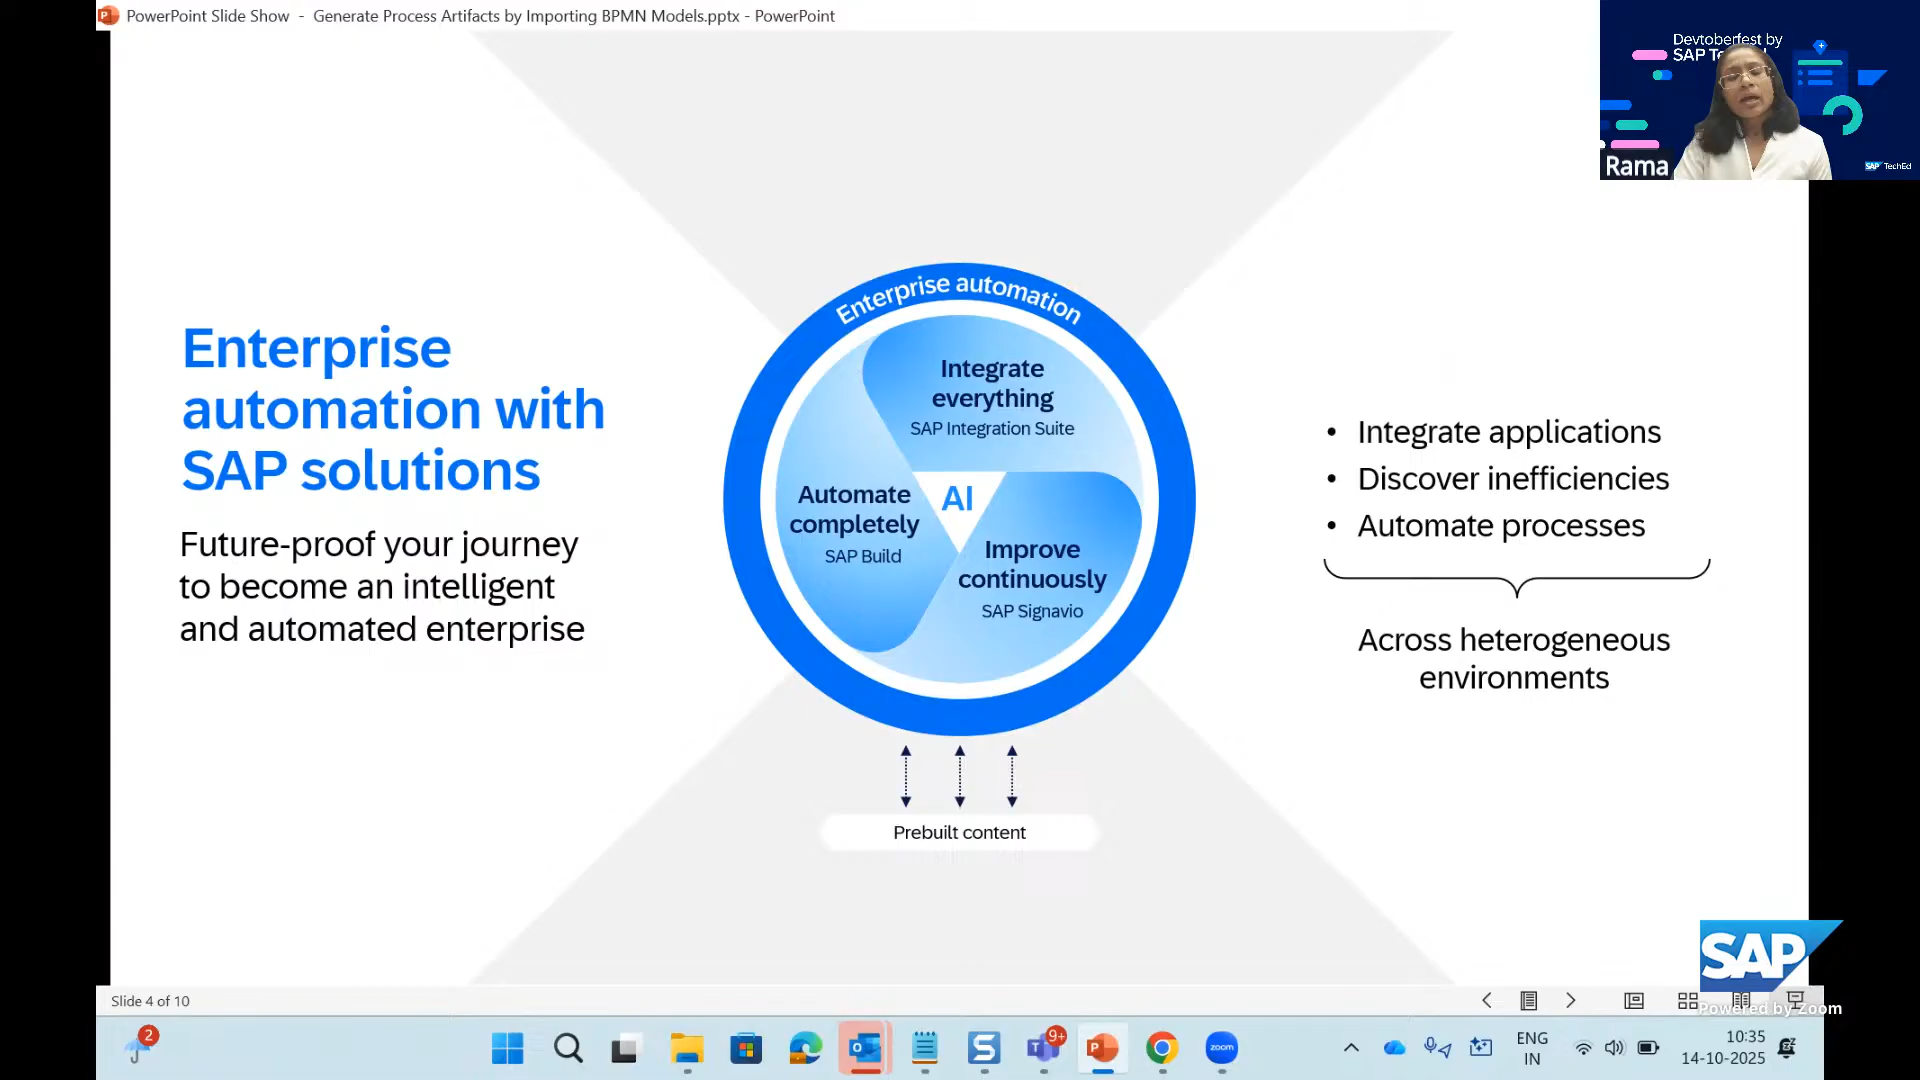 PowerPoint Slide Show - Generate Process Artifacts by Importing BPMN Models.pptx - PowerPoint
Devtoberfest by
SAP
Rama
SAP TechEd
Enterprise
automation with
SAP solutions
Future-proof your journey
to become an intelligent
and automated enterprise
Enterprise automation
Integrate
everything
SAP Integration Suite
AI
Automate
completely
SAP Build
Improve
continuously
SAP Signavio
Prebuilt content
• Integrate applications
• Discover inefficiencies
• Automate processes
Across heterogeneous
environments
SAP
Powered by Zoom
Slide 4 of 10
2
9+
zoom
ENG
IN
10:35
14-10-2025